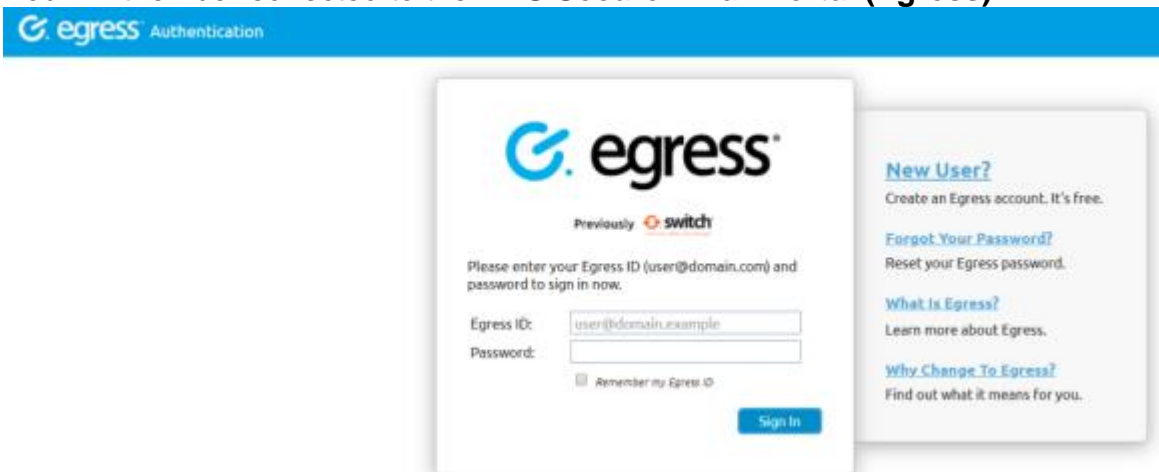 egress Authentication
egress
Previously switch
Please enter your Egress ID (user@domain.com) and
password to sign in now.
Egress ID: user@domain.example
Password:
Remember my Egress ID
Sign In
New User?
Create an Egress account. It's free.
Forgot Your Password?
Reset your Egress password.
What Is Egress?
Learn more about Egress.
Why Change To Egress?
Find out what it means for you.